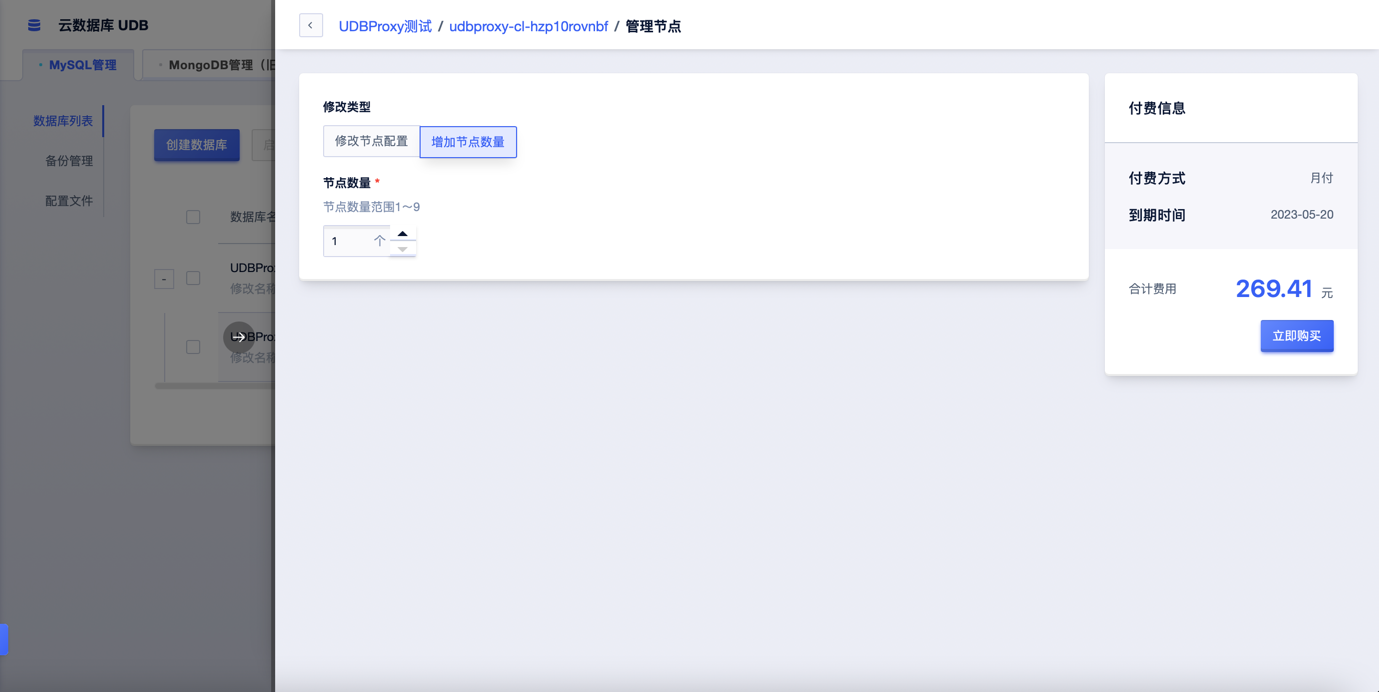 云数据库 UDB
MySQL管理
MongoDB管理（旧
数据库列表
备份管理
配置文件
创建数据库
数据库名
UDBProx
修改名称
UDBProx
修改名称
UDBProxy测试 / udbproxy-cl-hzp10rovnbf / 管理节点
修改类型
修改节点配置 增加节点数量
节点数量 *
节点数量范围1～9
1 个
付费信息
付费方式 月付
到期时间 2023-05-20
合计费用 269.41 元
立即购买